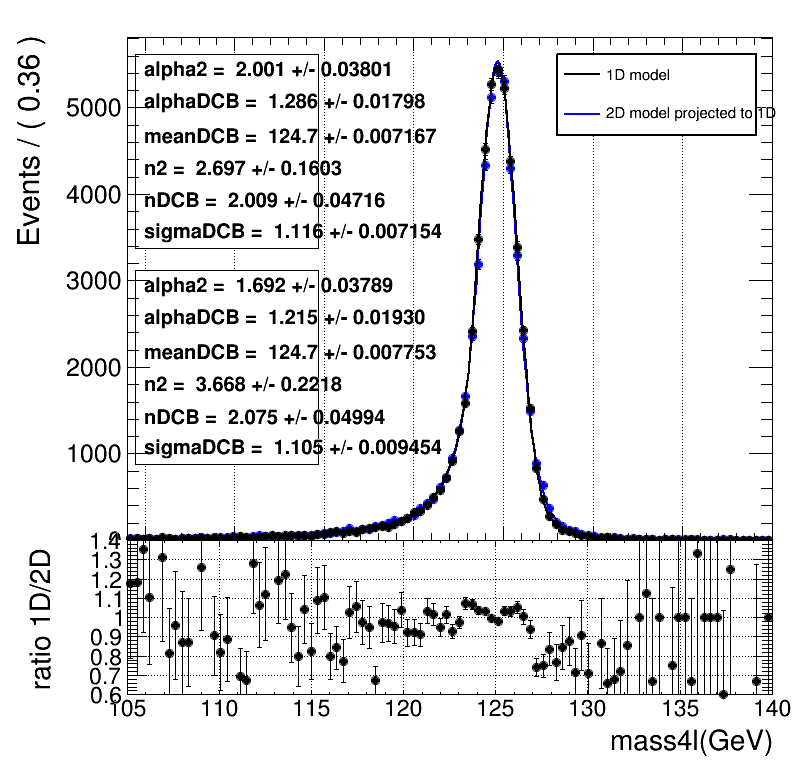 Events / ( 0.36 )
5000
4000
3000
2000
1000
alpha2 = 2.001 +/- 0.03801
alphaDCB = 1.286 +/- 0.01798
meanDCB = 124.7 +/- 0.007167
n2 = 2.697 +/- 0.1603
nDCB = 2.009 +/- 0.04716
sigmaDCB = 1.116 +/- 0.007154
alpha2 = 1.692 +/- 0.03789
alphaDCB = 1.215 +/- 0.01930
meanDCB = 124.7 +/- 0.007753
n2 = 3.668 +/- 0.2218
nDCB = 2.075 +/- 0.04994
sigmaDCB = 1.105 +/- 0.009454
1D model
2D model projected to 1D
ratio 1D/2D
1.4
1.3
1.2
1.1
1
0.9
0.8
0.7
0.6
105 110 115 120 125 130 135 140
mass4l(GeV)